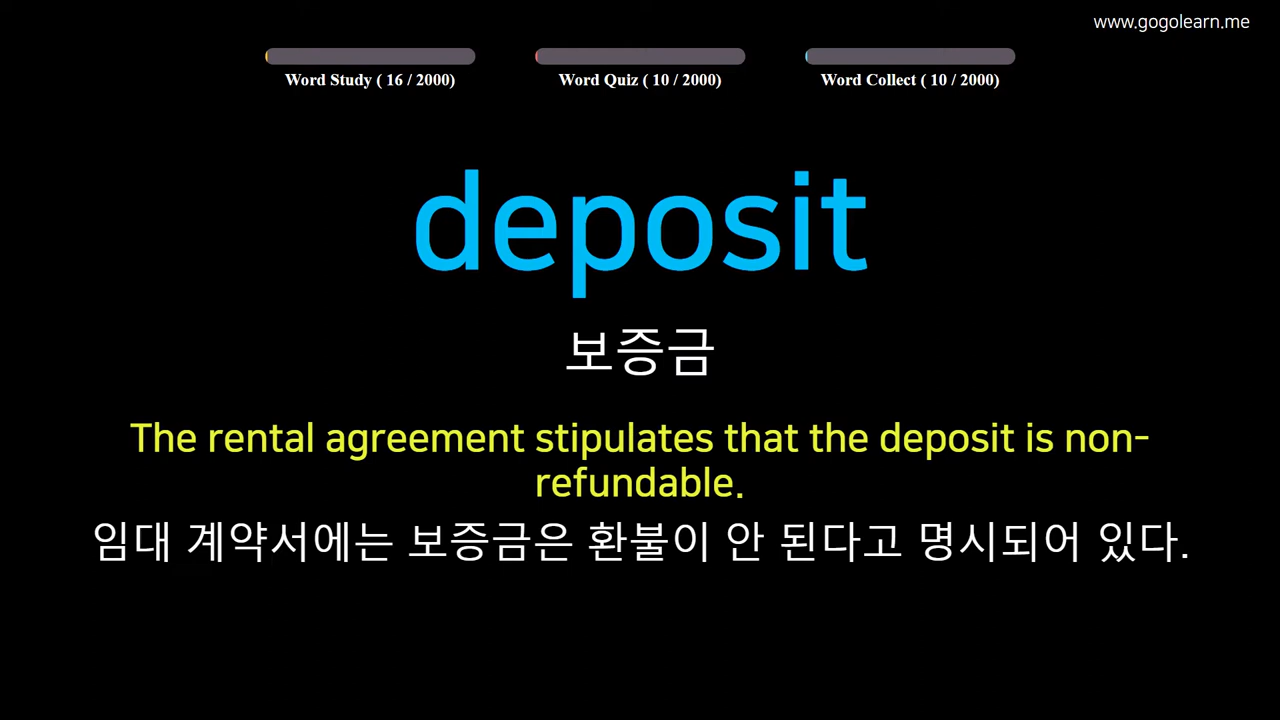 www.gogolearn.me
Word Study ( 16 / 2000)
Word Quiz ( 10 / 2000)
Word Collect ( 10 / 2000)
deposit
보증금
The rental agreement stipulates that the deposit is non-
refundable.
임대 계약서에는 보증금은 환불이 안 된다고 명시되어 있다.